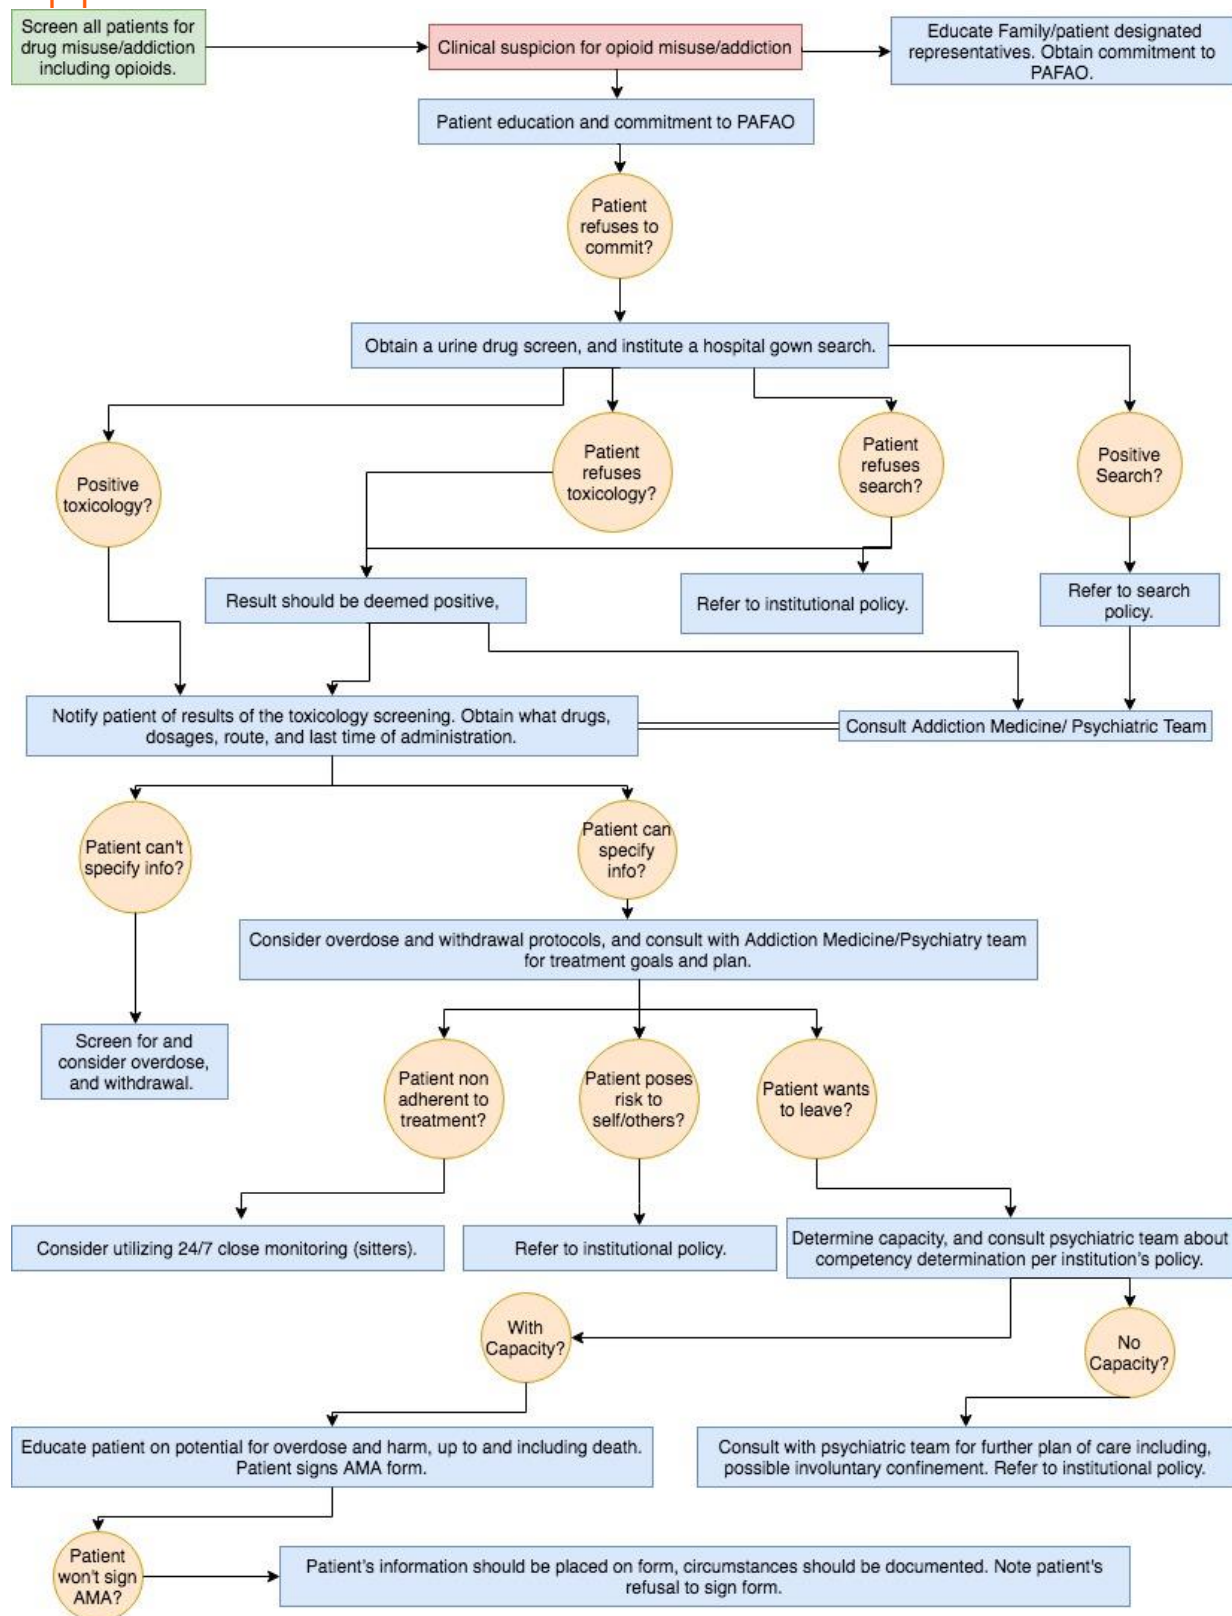 Screen all patients for
drug misuse/addiction
including opioids.
Clinical suspicion for opioid misuse/addiction
Educate Family/patient designated
representatives. Obtain commitment to
PAFAO.
Patient education and commitment to PAFAO
Patient
refuses to
commit?
Obtain a urine drug screen, and institute a hospital gown search.
Positive
toxicology?
Patient
refuses
toxicology?
Patient
refuses
search?
Positive
Search?
Result should be deemed positive,
Refer to institutional policy.
Refer to search
policy.
Notify patient of results of the toxicology screening. Obtain what drugs,
dosages, route, and last time of administration.
Consult Addiction Medicine/ Psychiatric Team
Patient can't
specify info?
Patient can
specify
info?
Consider overdose and withdrawal protocols, and consult with Addiction Medicine/Psychiatry team
for treatment goals and plan.
Screen for and
consider overdose,
and withdrawal.
Patient non
adherent to
treatment?
Patient poses
risk to
self/others?
Patient wants
to leave?
Consider utilizing 24/7 close monitoring (sitters).
Refer to institutional policy.
Determine capacity, and consult psychiatric team about
competency determination per institution's policy.
With
Capacity?
No
Capacity?
Educate patient on potential for overdose and harm, up to and including death.
Patient signs AMA form.
Consult with psychiatric team for further plan of care including,
possible involuntary confinement. Refer to institutional policy.
Patient
won't sign
AMA?
Patient's information should be placed on form, circumstances should be documented. Note patient's
refusal to sign form.